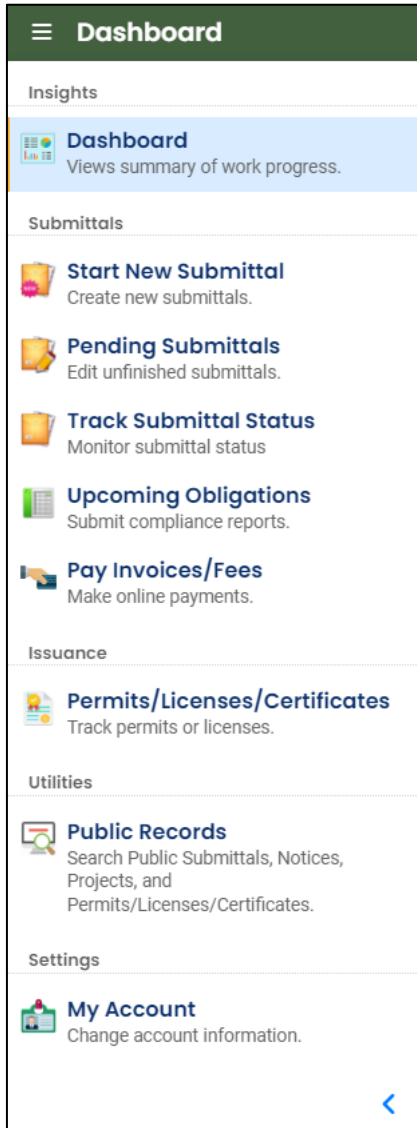 Dashboard
Insights
Dashboard
Views summary of work progress.
Submittals
Start New Submittal
Create new submittals.
Pending Submittals
Edit unfinished submittals.
Track Submittal Status
Monitor submittal status
Upcoming Obligations
Submit compliance reports.
Pay Invoices/Fees
Make online payments.
Issuance
Permits/Licenses/Certificates
Track permits or licenses.
Utilities
Public Records
Search Public Submittals, Notices,
Projects, and
Permits/Licenses/Certificates.
Settings
My Account
Change account information.